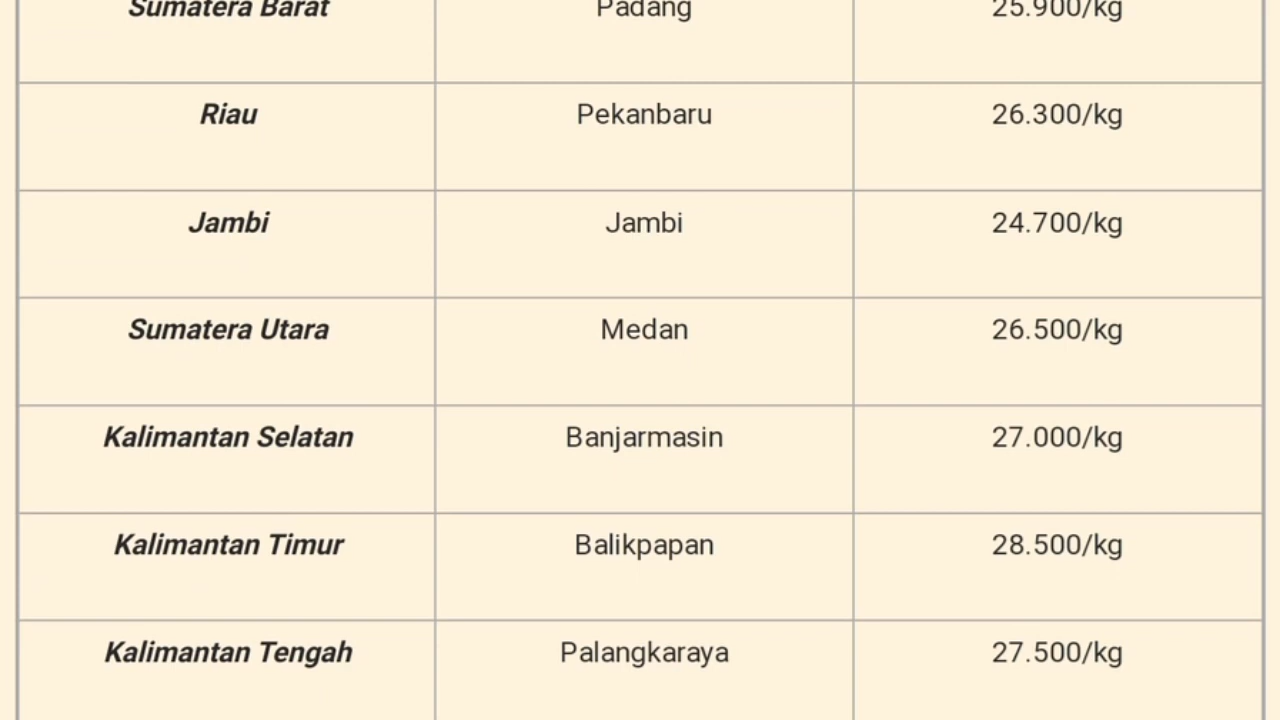 Sumatera Barat Padang 25.900/kg
Riau Pekanbaru 26.300/kg
Jambi Jambi 24.700/kg
Sumatera Utara Medan 26.500/kg
Kalimantan Selatan Banjarmasin 27.000/kg
Kalimantan Timur Balikpapan 28.500/kg
Kalimantan Tengah Palangkaraya 27.500/kg